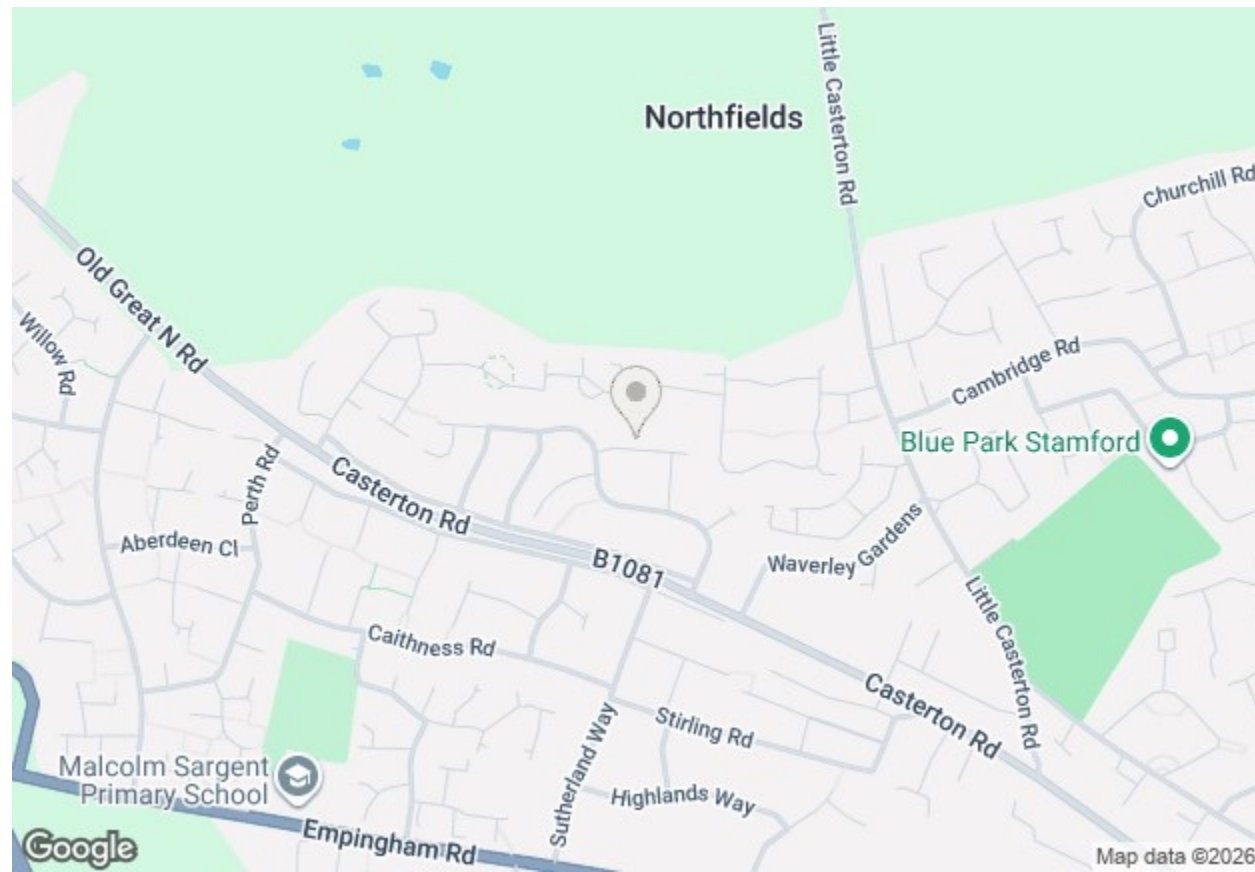 Northfields
Little Casterton Rd
Churchill Rd
Old Great N Rd
Willow Rd
Cambridge Rd
Blue Park Stamford
Perth Rd
Casterton Rd
Aberdeen Cl
B1081
Waverley Gardens
Caithness Rd
Little Casterton Rd
Casterton Rd
Stirling Rd
Sutherland Way
Malcolm Sargent
Primary School
Highlands Way
Empingham Rd
Google
Map data ©2026